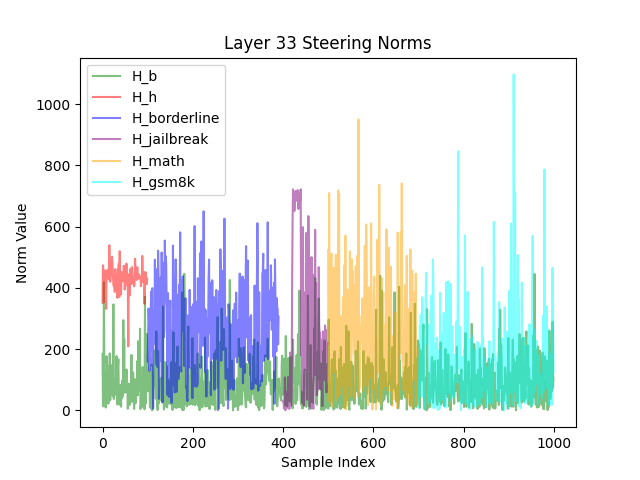 Layer 33 Steering Norms
H_b
H_h
H_borderline
H_jailbreak
H_math
H_gsm8k
Norm Value
1000
800
600
400
200
0
0 200 400 600 800 1000
Sample Index